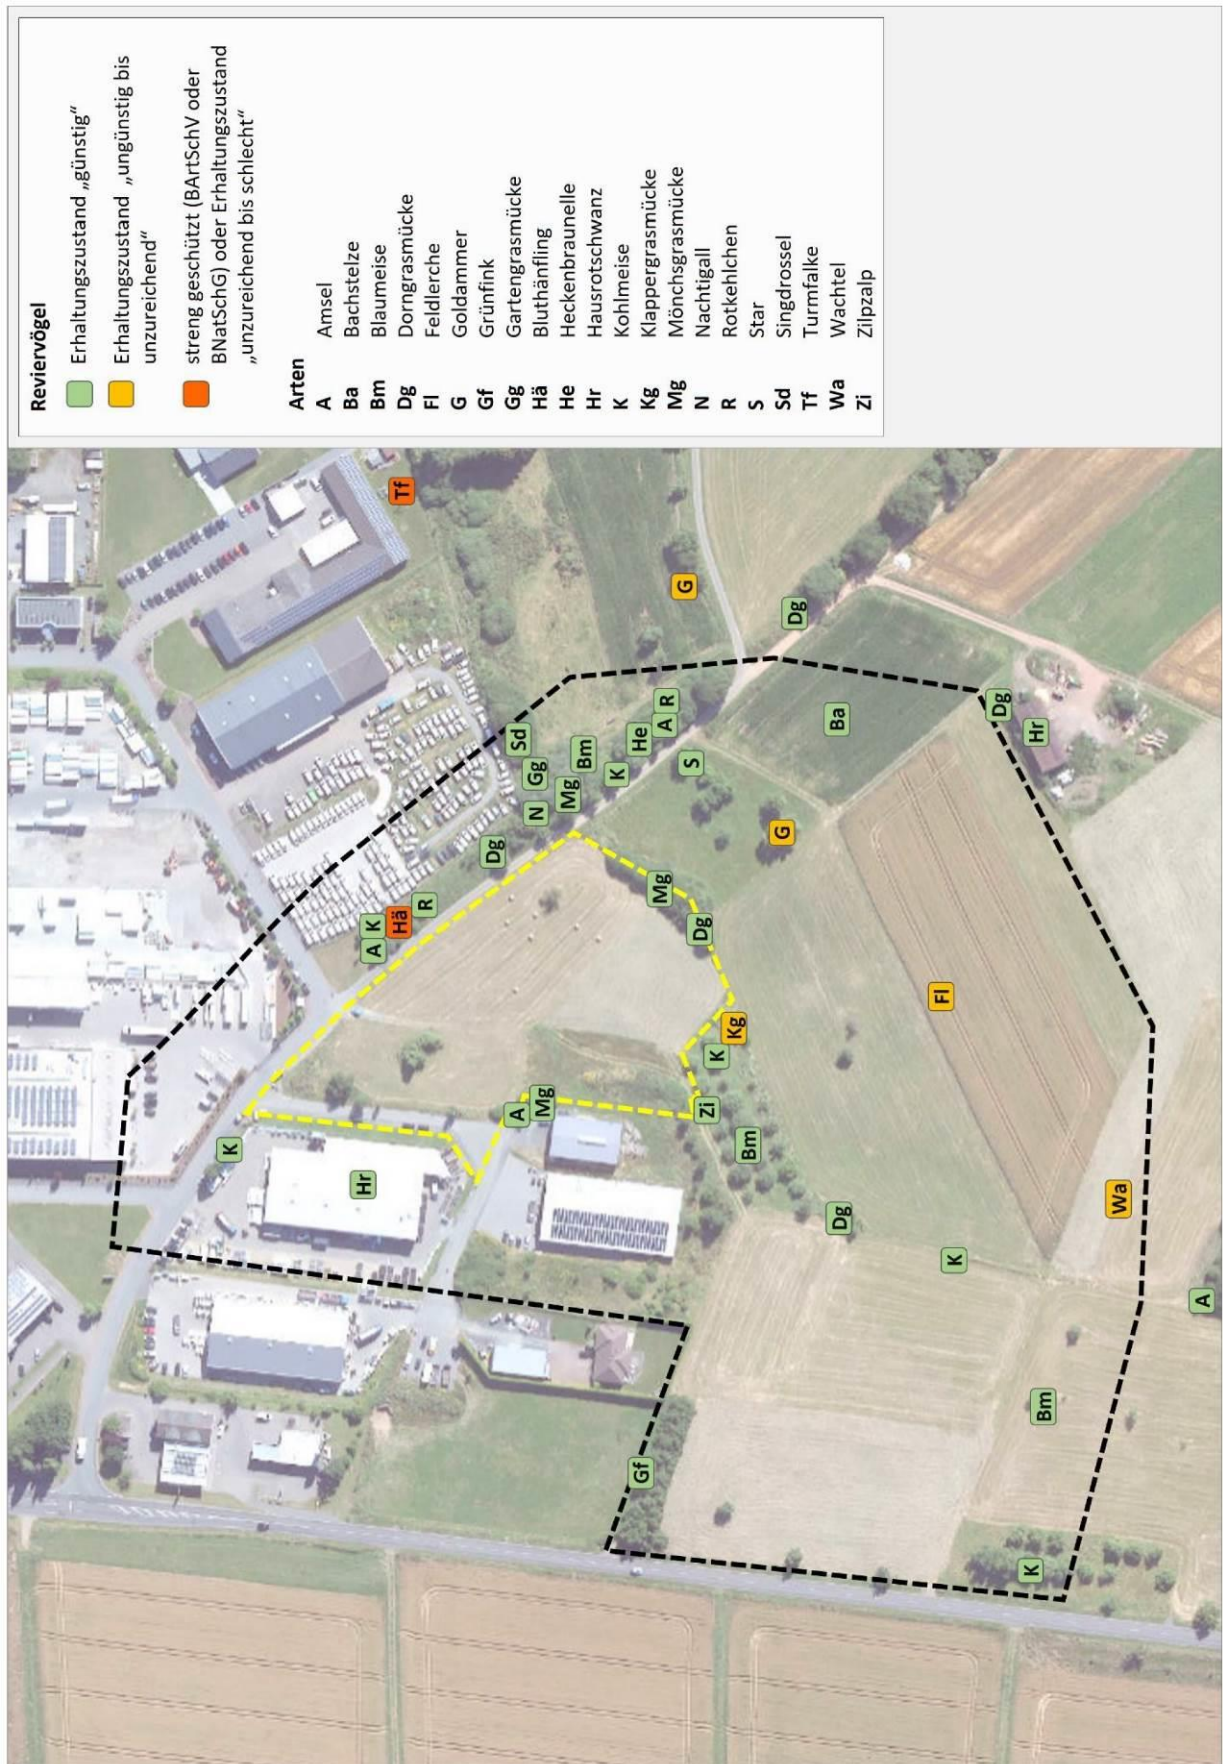 Reviervögel
Erhaltungszustand „günstig“
Erhaltungszustand „ungünstig bis
unzureichend“
streng geschützt (BArtSchV oder
BNatSchG) oder Erhaltungszustand
„unzureichend bis schlecht“
Arten
A Amsel
Ba Bachstelze
Bm Blaumeise
Dg Dorngrasmücke
Fl Feldlerche
G Goldammer
Gf Grünfink
Gg Gartengrasmücke
Hä Bluthänfling
He Heckenbraunelle
Hr Hausrotschwanz
K Kohlmeise
Kg Klappergrasmücke
Mg Mönchsgrasmücke
N Nachtigall
R Rotkehlchen
S Star
Sd Singdrossel
Tf Turmfalke
Wa Wachtel
Zi Zilpzalp
K
Hr
A
K
Hä
R
Tf
Dg
Sd
Gg
N
Mg
Bm
K
He
A
R
S
G
Dg
A
Mg
Mg
Dg
Kg
K
Zi
Bm
G
Ba
Dg
Hr
Fl
Dg
K
Wa
A
Gf
Bm
K